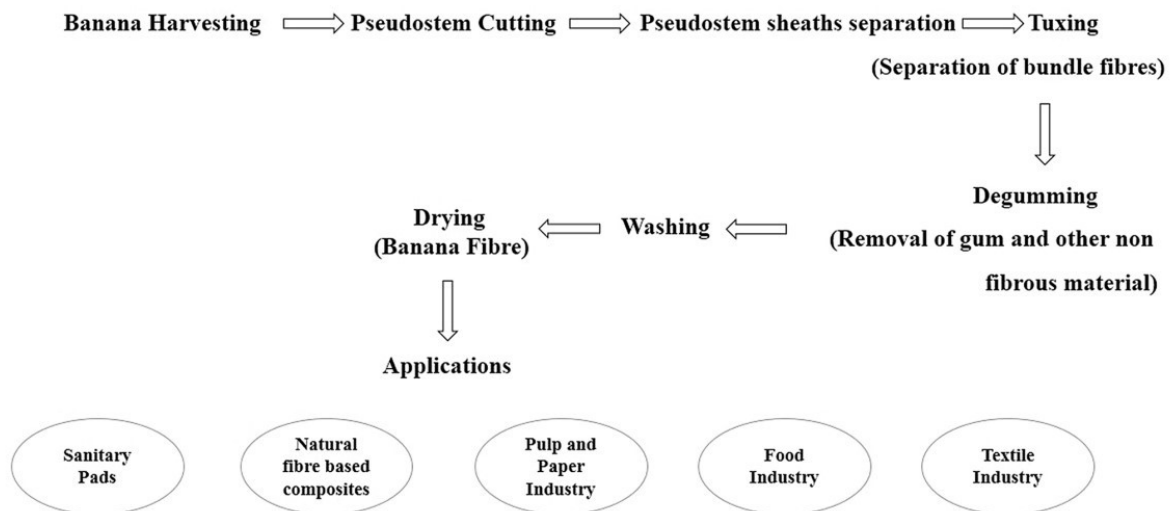 Banana Harvesting Pseudostem Cutting Pseudostem sheaths separation Tuxing
(Separation of bundle fibres)
Degumming
(Removal of gum and other non
fibrous material)
Washing
Drying
(Banana Fibre)
Applications
Sanitary
Pads
Natural
fibre based
composites
Pulp and
Paper
Industry
Food
Industry
Textile
Industry